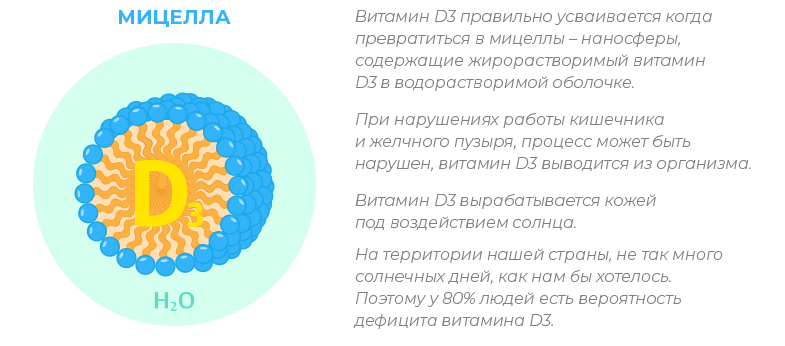 МИЦЕЛЛА
D3
H2O
Витамин D3 правильно усваивается когда
превратиться в мицеллы – наносферы,
содержащие жирорастворимый витамин
D3 в водорастворимой оболочке.
При нарушениях работы кишечника
и желчного пузыря, процесс может быть
нарушен, витамин D3 выводится из организма.
Витамин D3 вырабатывается кожей
под воздействием солнца.
На территории нашей страны, не так много
солнечных дней, как нам бы хотелось.
Поэтому у 80% людей есть вероятность
дефицита витамина D3.